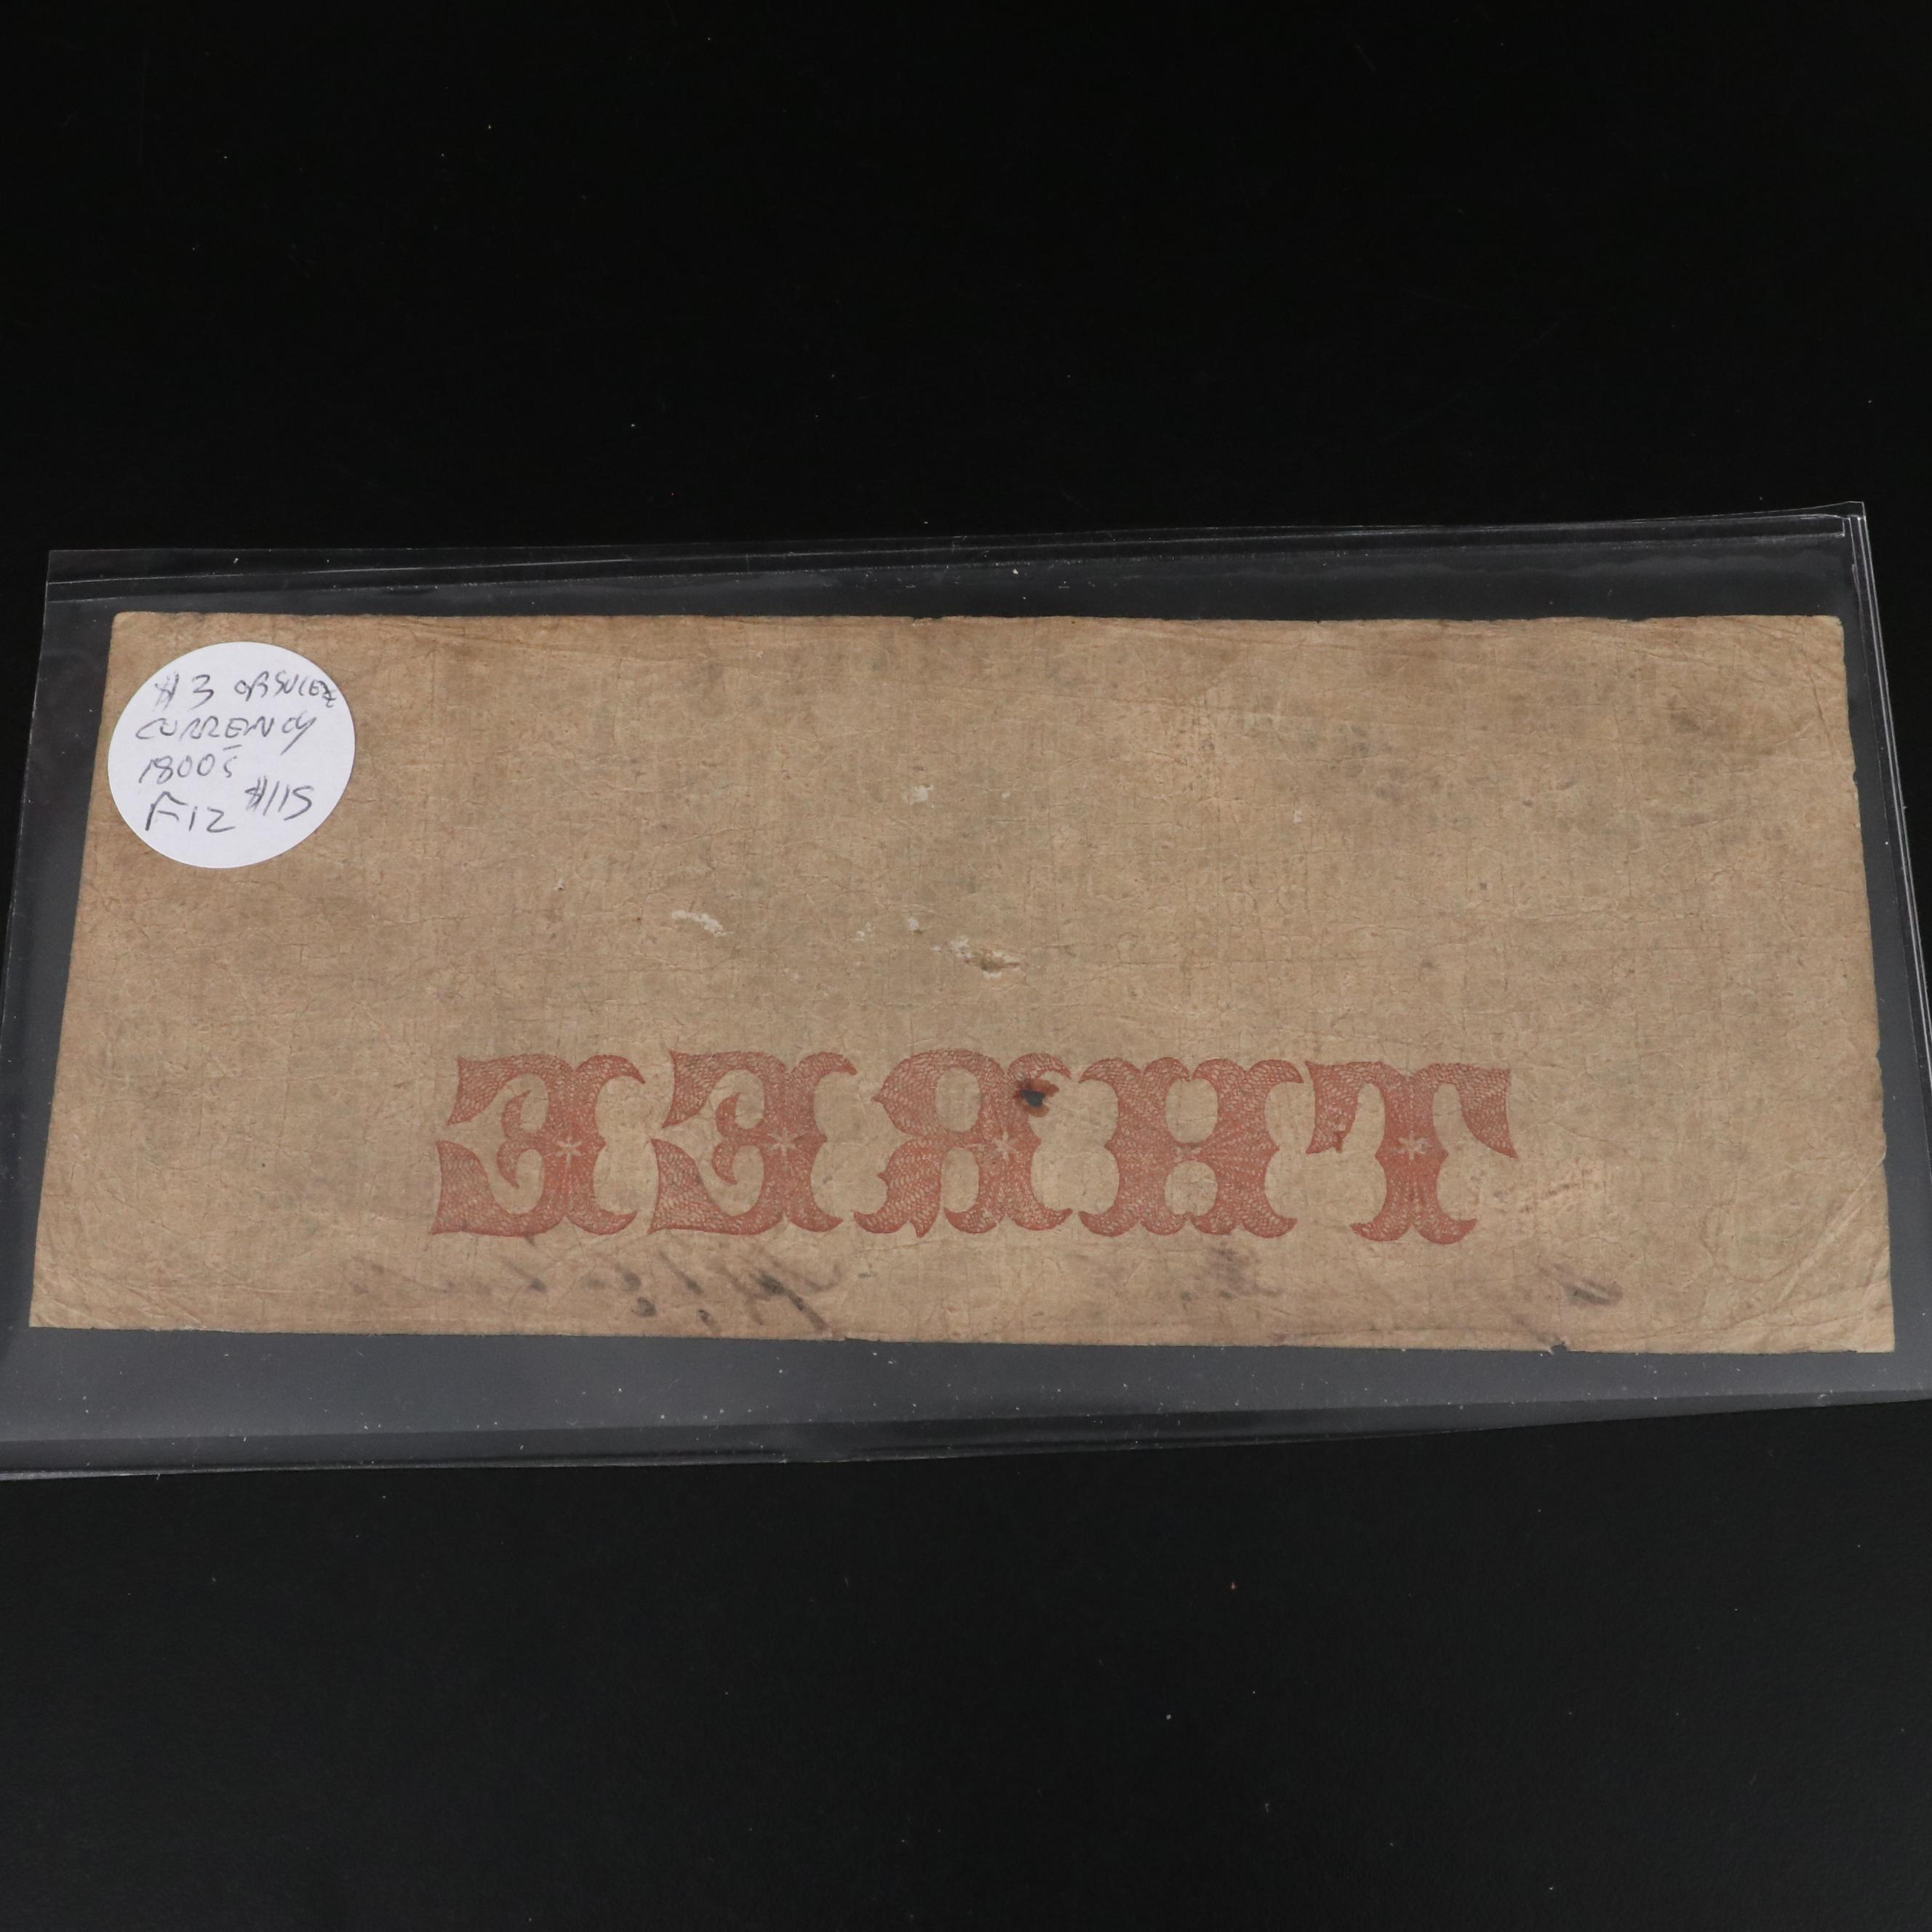 $3 OBSOLETE
CURRENCY
1800s
F12 $115
THREE